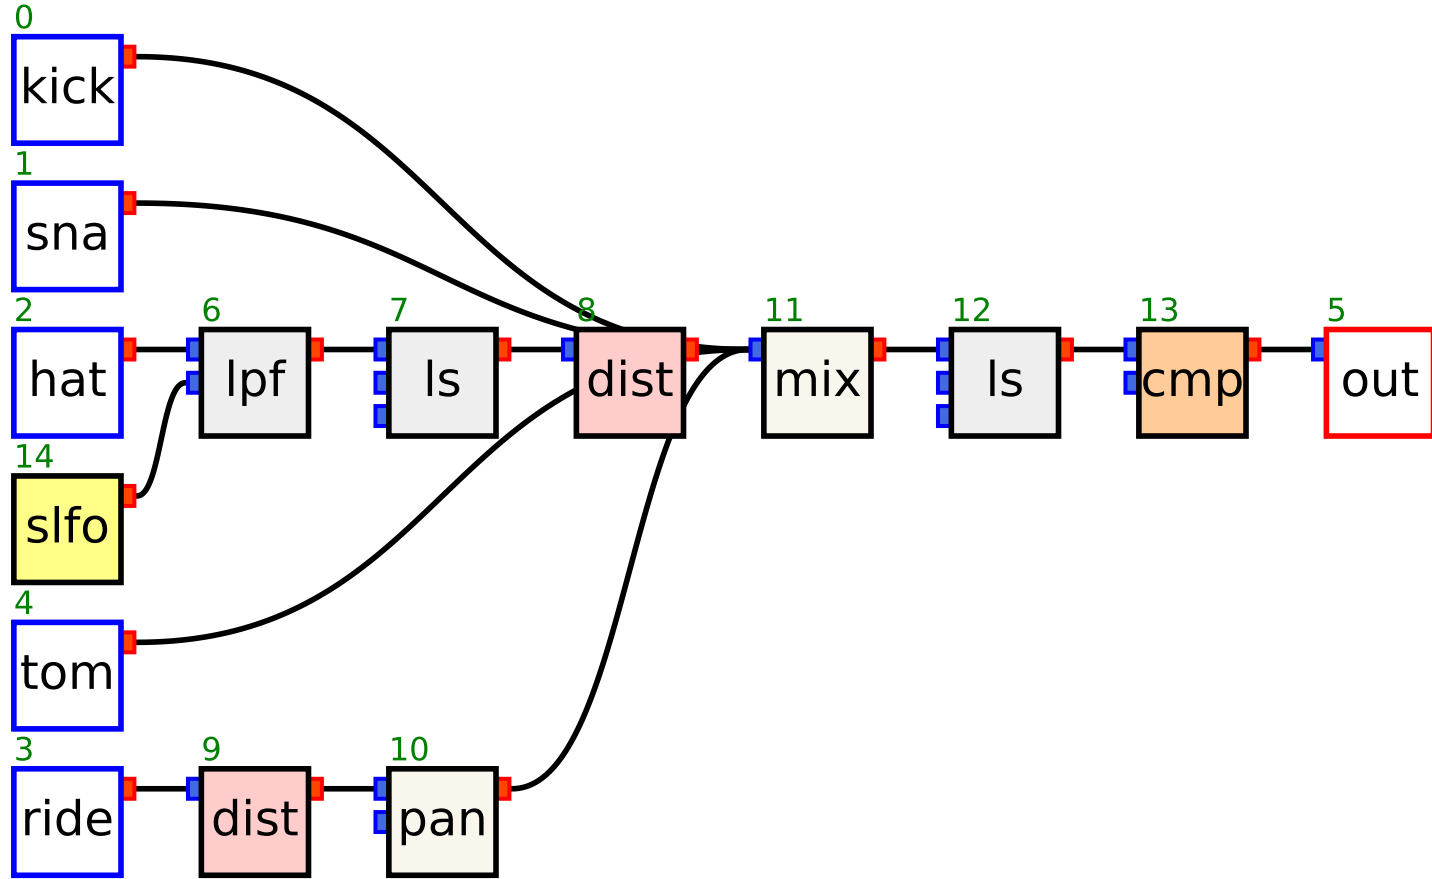 0
kick
1
sna
2 6 7 8 11 12 13 5
hat lpf ls dist mix ls cmp out
14
slfo
4
tom
3 9 10
ride dist pan